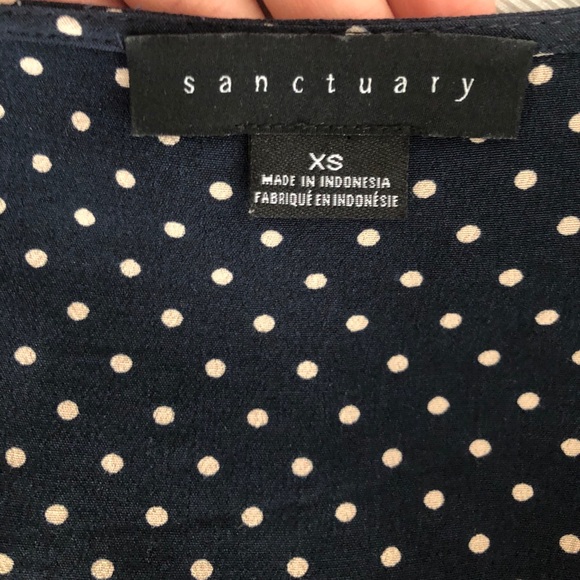 sanctuary
XS
MADE IN INDONESIA
FABRIQUÉ EN INDONÉSIE